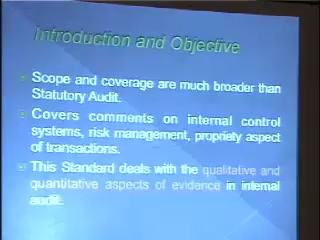 Introduction and Objective
Scope and coverage are much broader than
Statutory Audit.
Covers comments on internal control
systems, risk management, propriety aspect
of transactions.
This Standard deals with the qualitative and
quantitative aspects of evidence in internal
audit.